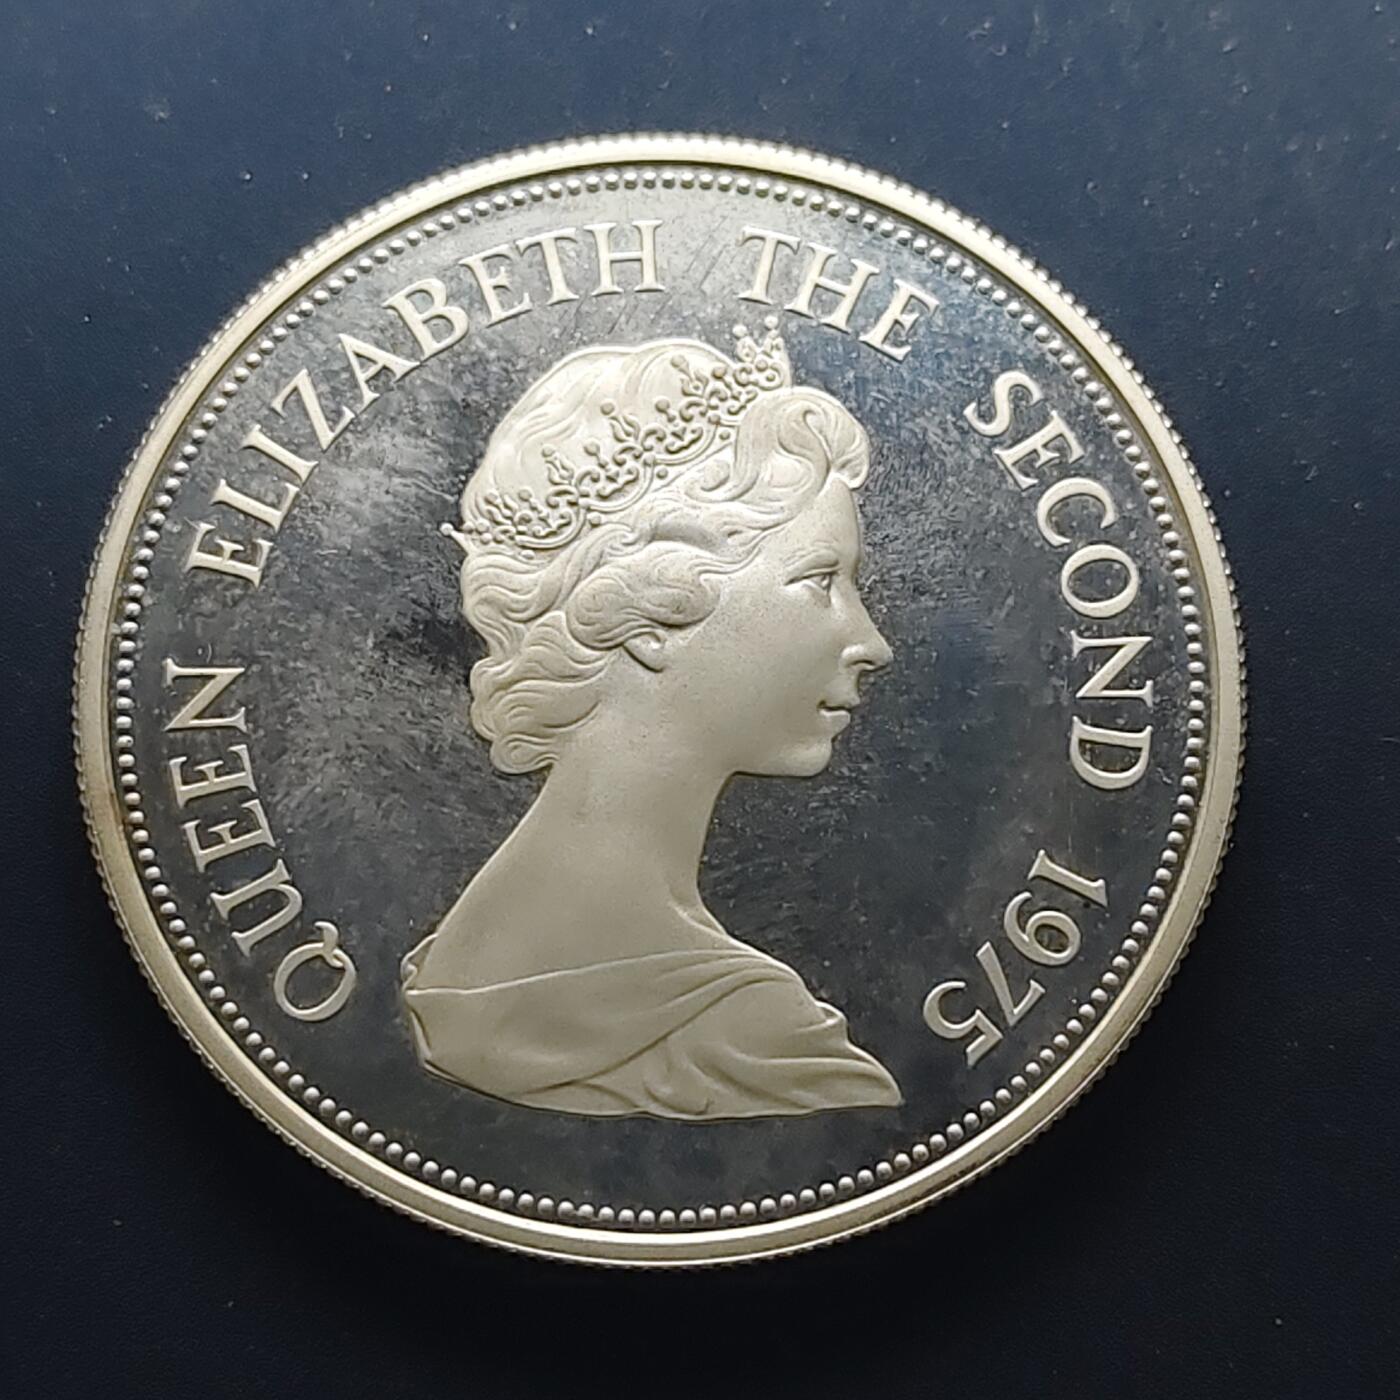 QUEEN ELIZABETH THE SECOND 1975